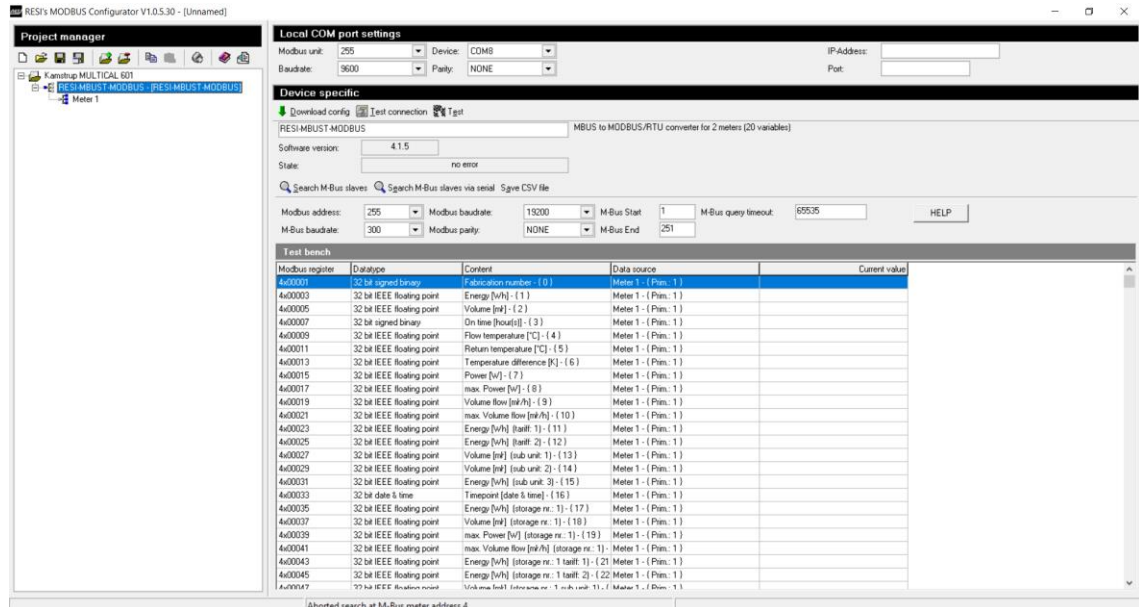 RESI's MODBUS Configurator V1.0.5.30 - [Unnamed]
Project manager
Kamstrup MULTICAL 601
RESI-MBUST-MODBUS - [RESI-MBUST-MODBUS]
Meter 1
Local COM port settings
Modbus unit: 255 Device: COM8 IP-Address:
Baudrate: 9600 Parity: NONE Port:
Device specific
Download config Test connection Test
RESI-MBUST-MODBUS MBUS to MODBUS/RTU converter for 2 meters (20 variables)
Software version: 4.1.5
State: no error
Search M-Bus slaves Search M-Bus slaves via serial Save CSV file
Modbus address: 255 Modbus baudrate: 19200 M-Bus Start 1 M-Bus query timeout: 65535 HELP
M-Bus baudrate: 300 Modbus parity: NONE M-Bus End 251
Test bench
Modbus register Datatype Content Data source Current value
4x00001 32 bit signed binary Fabrication number - { 0 } Meter 1 - { Prim.: 1 }
4x00003 32 bit IEEE floating point Energy [Wh] - { 1 } Meter 1 - { Prim.: 1 }
4x00005 32 bit IEEE floating point Volume [m³] - { 2 } Meter 1 - { Prim.: 1 }
4x00007 32 bit signed binary On time [hour(s)] - { 3 } Meter 1 - { Prim.: 1 }
4x00009 32 bit IEEE floating point Flow temperature [°C] - { 4 } Meter 1 - { Prim.: 1 }
4x00011 32 bit IEEE floating point Return temperature [°C] - { 5 } Meter 1 - { Prim.: 1 }
4x00013 32 bit IEEE floating point Temperature difference [K] - { 6 } Meter 1 - { Prim.: 1 }
4x00015 32 bit IEEE floating point Power [W] - { 7 } Meter 1 - { Prim.: 1 }
4x00017 32 bit IEEE floating point max. Power [W] - { 8 } Meter 1 - { Prim.: 1 }
4x00019 32 bit IEEE floating point Volume flow [m³/h] - { 9 } Meter 1 - { Prim.: 1 }
4x00021 32 bit IEEE floating point max. Volume flow [m³/h] - { 10 } Meter 1 - { Prim.: 1 }
4x00023 32 bit IEEE floating point Energy [Wh] {tariff: 1} - { 11 } Meter 1 - { Prim.: 1 }
4x00025 32 bit IEEE floating point Energy [Wh] {tariff: 2} - { 12 } Meter 1 - { Prim.: 1 }
4x00027 32 bit IEEE floating point Volume [m³] {sub unit: 1} - { 13 } Meter 1 - { Prim.: 1 }
4x00029 32 bit IEEE floating point Volume [m³] {sub unit: 2} - { 14 } Meter 1 - { Prim.: 1 }
4x00031 32 bit IEEE floating point Energy [Wh] {sub unit: 3} - { 15 } Meter 1 - { Prim.: 1 }
4x00033 32 bit date & time Timepoint [date & time] - { 16 } Meter 1 - { Prim.: 1 }
4x00035 32 bit IEEE floating point Energy [Wh] {storage nr.: 1} - { 17 } Meter 1 - { Prim.: 1 }
4x00037 32 bit IEEE floating point Volume [m³] {storage nr.: 1} - { 18 } Meter 1 - { Prim.: 1 }
4x00039 32 bit IEEE floating point max. Power [W] {storage nr.: 1} - { 19 } Meter 1 - { Prim.: 1 }
4x00041 32 bit IEEE floating point max. Volume flow [m³/h] {storage nr.: 1} - Meter 1 - { Prim.: 1 }
4x00043 32 bit IEEE floating point Energy [Wh] {storage nr.: 1 tariff: 1} - { 21 Meter 1 - { Prim.: 1 }
4x00045 32 bit IEEE floating point Energy [Wh] {storage nr.: 1 tariff: 2} - { 22 Meter 1 - { Prim.: 1 }
4x00047 32 bit IEEE floating point Volume [m³] {storage nr.: 1 sub unit: 1} - { Meter 1 - { Prim.: 1 }
Aborted search at M-Bus meter address 4